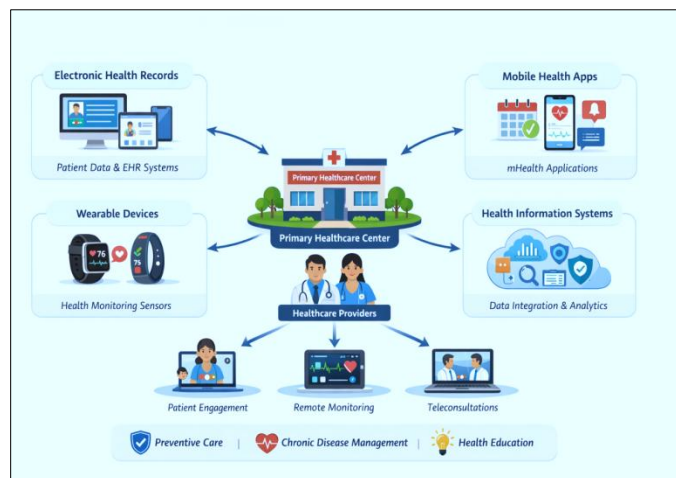 Electronic Health Records
Patient Data & EHR Systems
Mobile Health Apps
mHealth Applications
Primary Healthcare Center
Primary Healthcare Center
Wearable Devices
76
75
Health Monitoring Sensors
Health Information Systems
Data Integration & Analytics
Healthcare Providers
Patient Engagement
Remote Monitoring
Teleconsultations
Preventive Care | Chronic Disease Management | Health Education